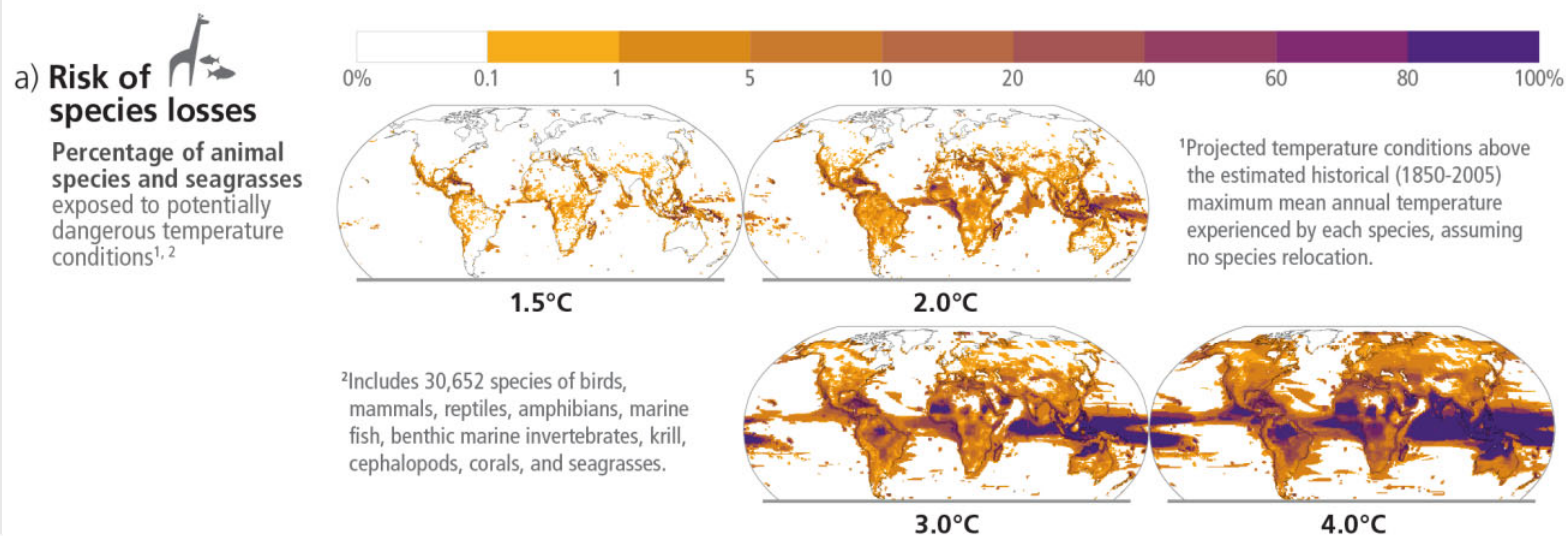 a) Risk of
species losses
Percentage of animal
species and seagrasses
exposed to potentially
dangerous temperature
conditions1, 2
0% 0.1 1 5 10 20 40 60 80 100%
1.5°C
2.0°C
1Projected temperature conditions above
the estimated historical (1850-2005)
maximum mean annual temperature
experienced by each species, assuming
no species relocation.
2Includes 30,652 species of birds,
mammals, reptiles, amphibians, marine
fish, benthic marine invertebrates, krill,
cephalopods, corals, and seagrasses.
3.0°C
4.0°C